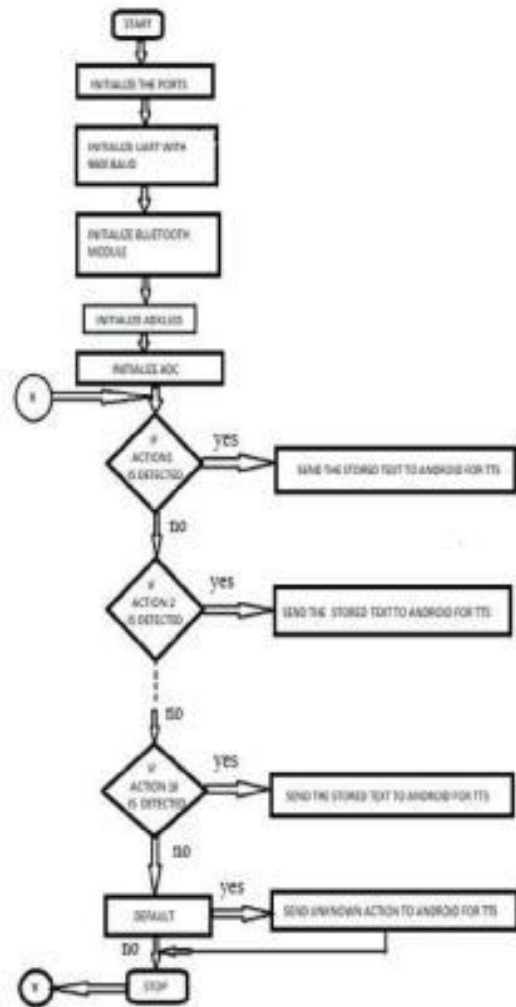 START
INITIALIZE THE PORTS
INITIALIZE UART WITH
9600 BAUD
INITIALIZE BLUETOOTH
MODULE
INITIALIZE
INITIALIZE ADC
IF
ACTION1
IS DETECTED
yes
SEND THE STORED TEXT TO ANDROID FOR TTS
no
IF
ACTION 2
IS DETECTED
yes
SEND THE STORED TEXT TO ANDROID FOR TTS
no
IF
ACTION
IS DETECTED
yes
SEND THE STORED TEXT TO ANDROID FOR TTS
no
DEFAULT
yes
SEND UNKNOWN ACTION TO ANDROID FOR TTS
no
STOP